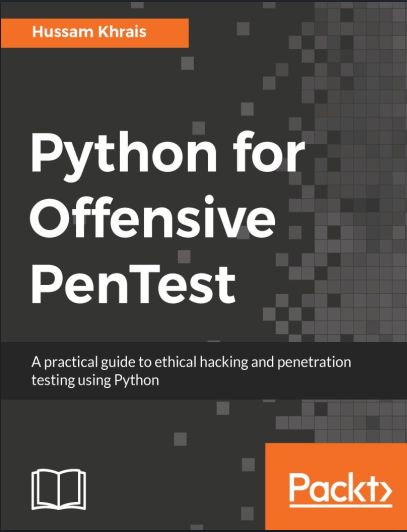 Hussam Khrais
Python for
Offensive
PenTest
A practical guide to ethical hacking and penetration
testing using Python
Packt>